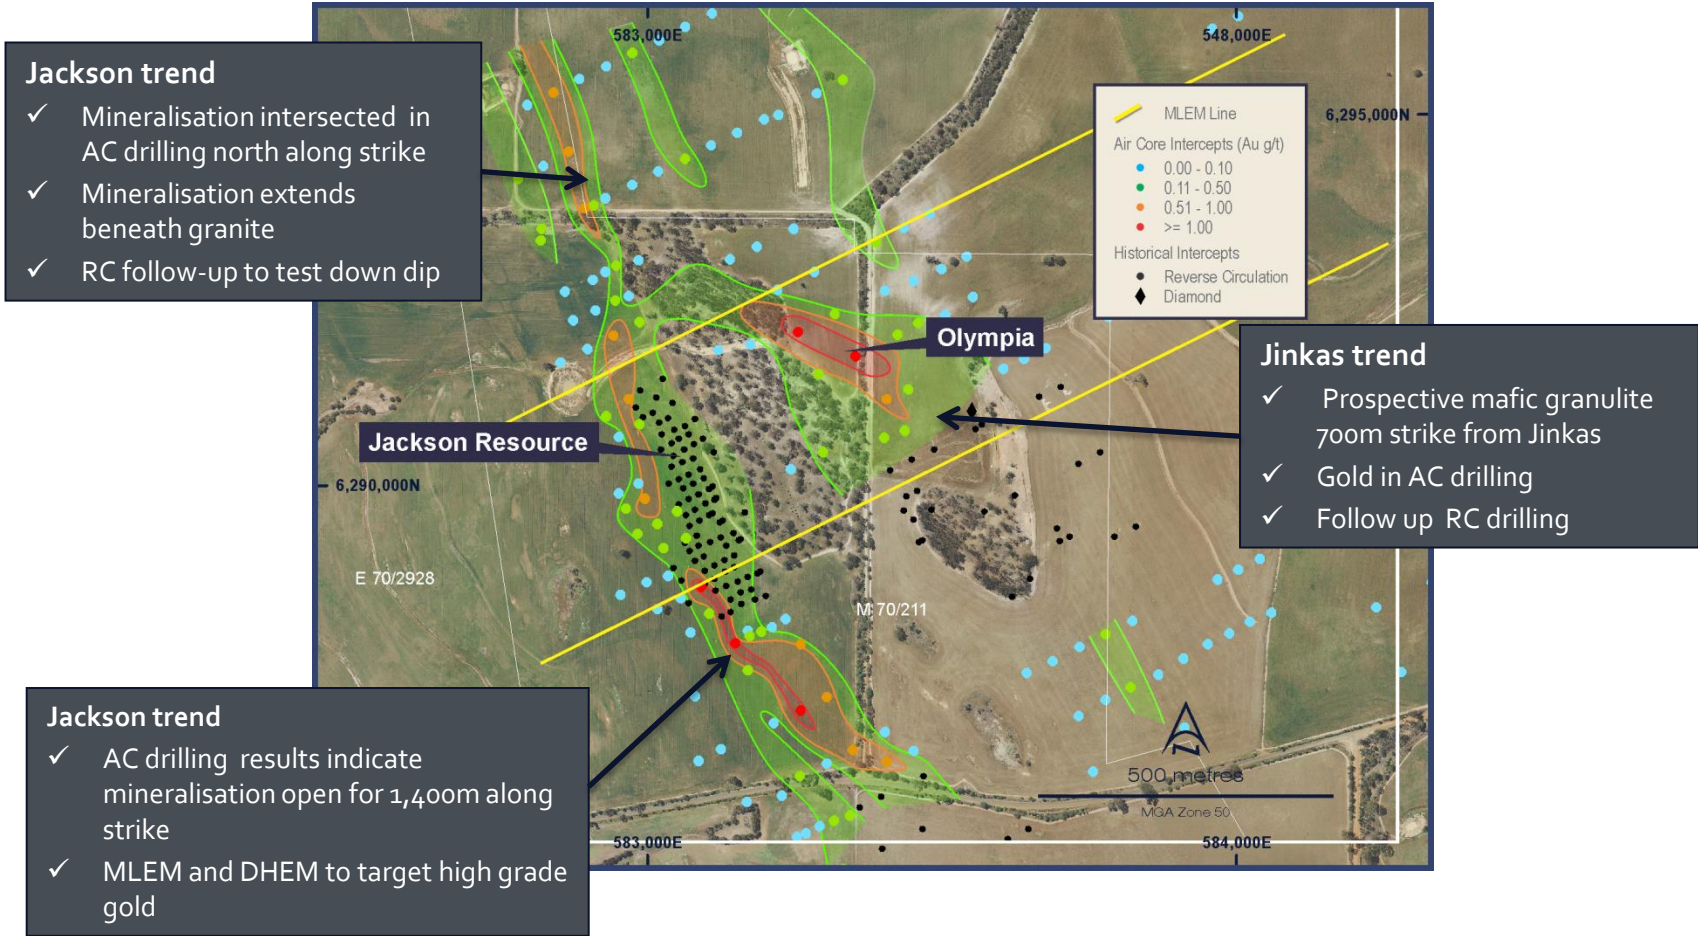 Jackson trend
✓ Mineralisation intersected in
AC drilling north along strike
✓ Mineralisation extends
beneath granite
✓ RC follow-up to test down dip
583,000E
548,000E
6,295,000N
MLEM Line
Air Core Intercepts (Au g/t)
0.00 - 0.10
0.11 - 0.50
0.51 - 1.00
>= 1.00
Historical Intercepts
Reverse Circulation
Diamond
Olympia
Jinkas trend
✓ Prospective mafic granulite
700m strike from Jinkas
✓ Gold in AC drilling
✓ Follow up RC drilling
Jackson Resource
6,290,000N
E 70/2928
M 70/211
Jackson trend
✓ AC drilling results indicate
mineralisation open for 1,400m along
strike
✓ MLEM and DHEM to target high grade
gold
N
500 metres
MGA Zone 50
583,000E
584,000E